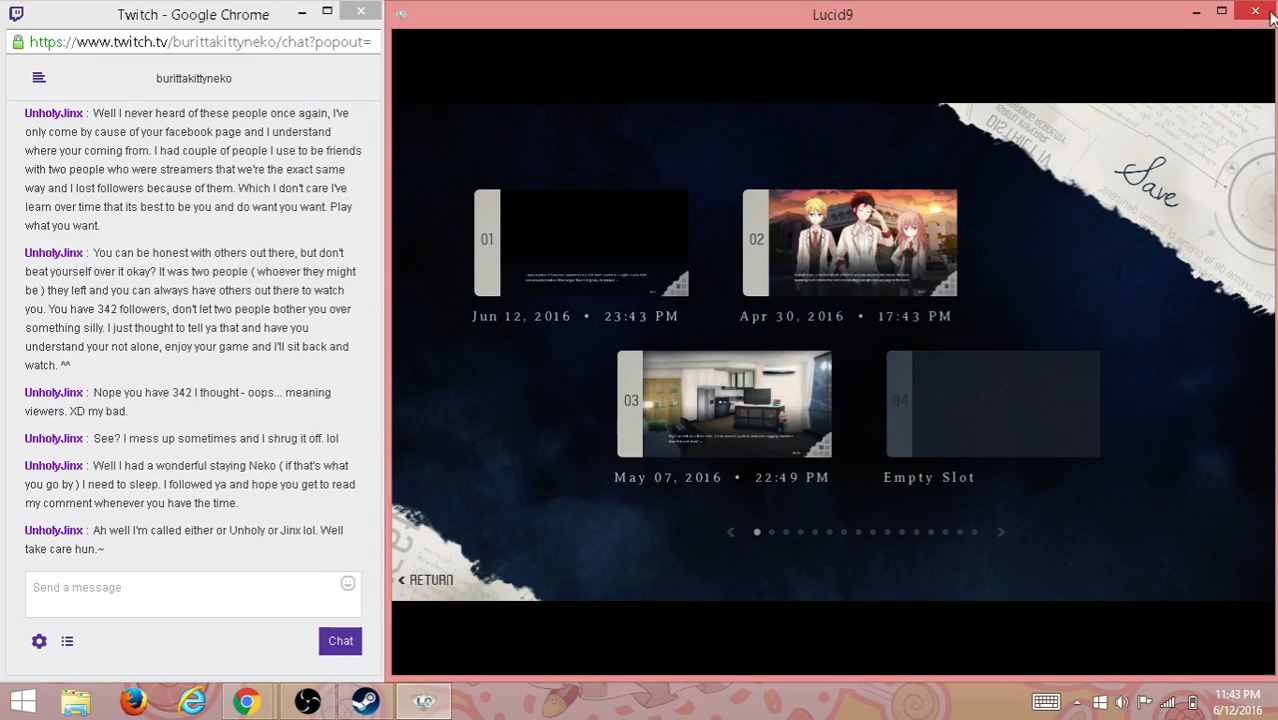 Twitch - Google Chrome
https://www.twitch.tv/burittakittyneko/chat?popout=
burittakittyneko
UnholyJinx : Well I never heard of these people once again, I've
only come by cause of your facebook page and I understand
where your coming from. I had couple of people I use to be friends
with two people who were streamers that we're the exact same
way and I lost followers because of them. Which I don't care I've
learn over time that its best to be you and do want you want. Play
what you want.
UnholyJinx : You can be honest with others out there, but don't
beat yourself over it okay? It was two people ( whoever they might
be ) they left and you can always have others out there to watch
you. You have 342 followers, don't let two people bother you over
something silly. I just thought to tell ya that and have you
understand your not alone, enjoy your game and I'll sit back and
watch. ^^
UnholyJinx : Nope you have 342 I thought - oops... meaning
viewers. XD my bad.
UnholyJinx : See? I mess up sometimes and I shrug it off. lol
UnholyJinx : Well I had a wonderful staying Neko ( if that's what
you go by ) I need to sleep. I followed ya and hope you get to read
my comment whenever you have the time.
UnholyJinx : Ah well I'm called either or Unholy or Jinx lol. Well
take care hun.~
Send a message
Chat
Lucid9
Save
01
02
Jun 12, 2016 • 23:43 PM
Apr 30, 2016 • 17:43 PM
03
04
May 07, 2016 • 22:49 PM
Empty Slot
< >
< RETURN
11:43 PM
6/12/2016